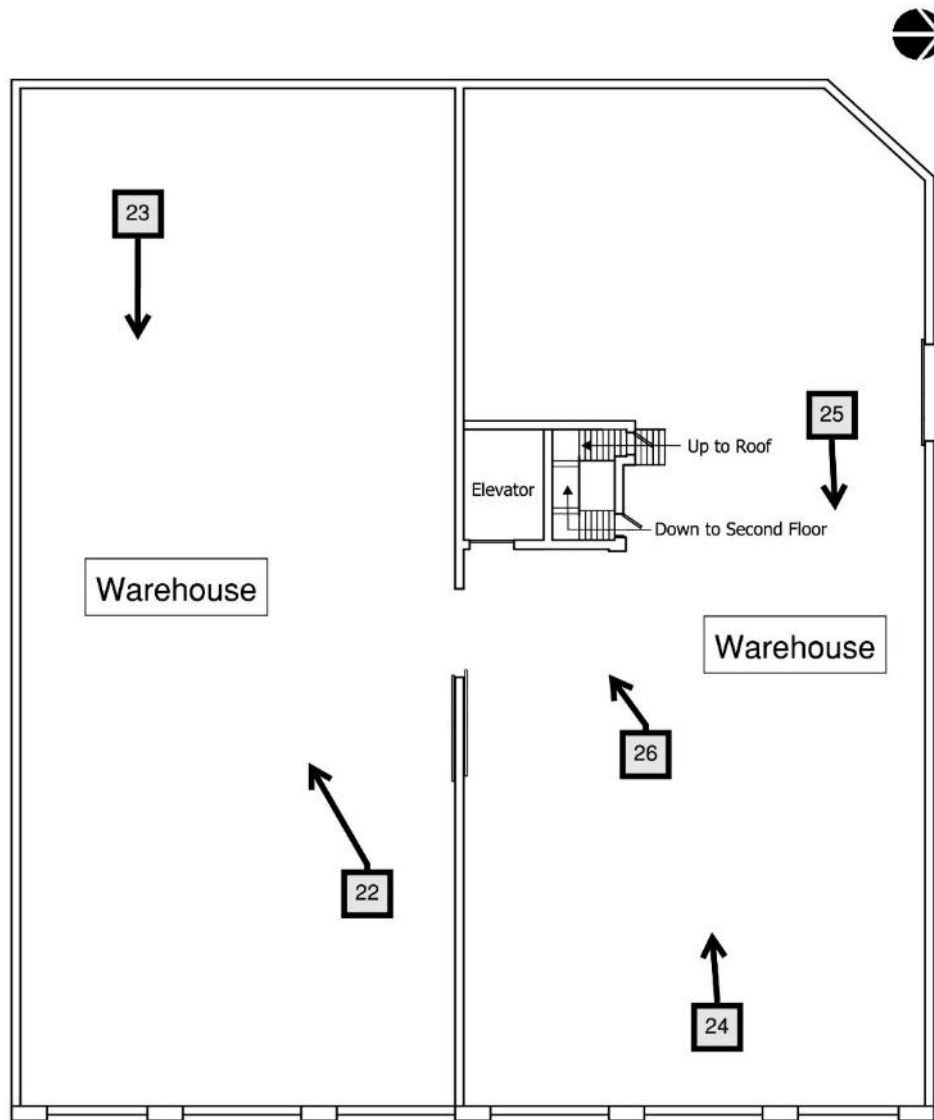 23
25
Up to Roof
Elevator
Down to Second Floor
Warehouse
Warehouse
26
22
24